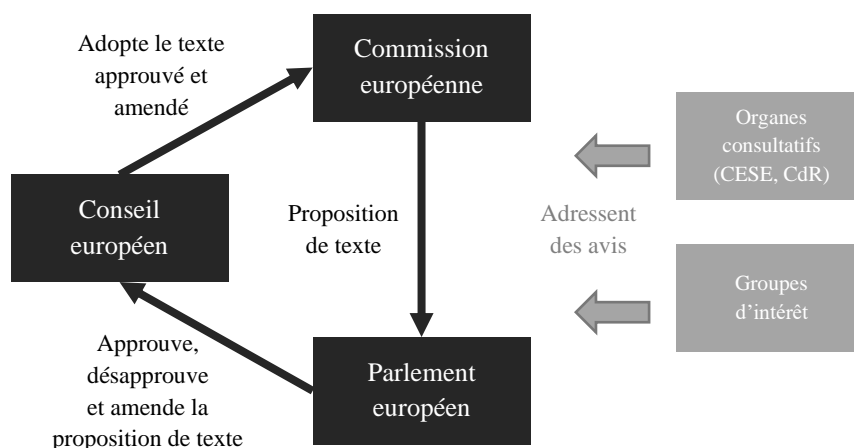 Adopte le texte
approuvé et
amendé
Commission
européenne
Organes
consultatifs
(CESE, CdR)
Conseil
européen
Proposition
de texte
Adressent
des avis
Groupes
d’intérêt
Approuve,
désapprouve
et amende la
proposition de texte
Parlement
européen